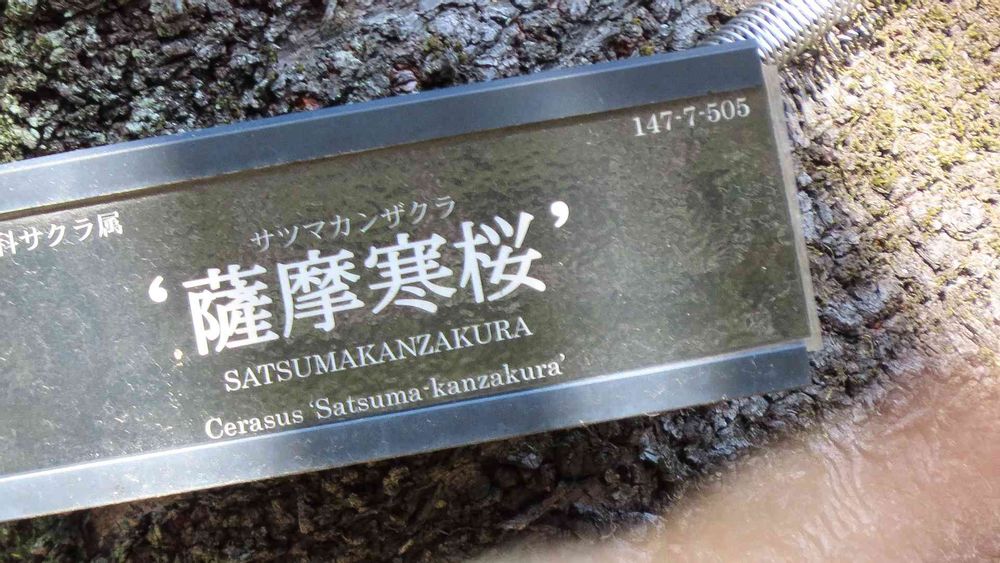 147-7-505
科サクラ属
サツマカンザクラ
‘薩摩寒桜’
SATSUMAKANZAKURA
Cerasus ‘Satsuma-kanzakura’